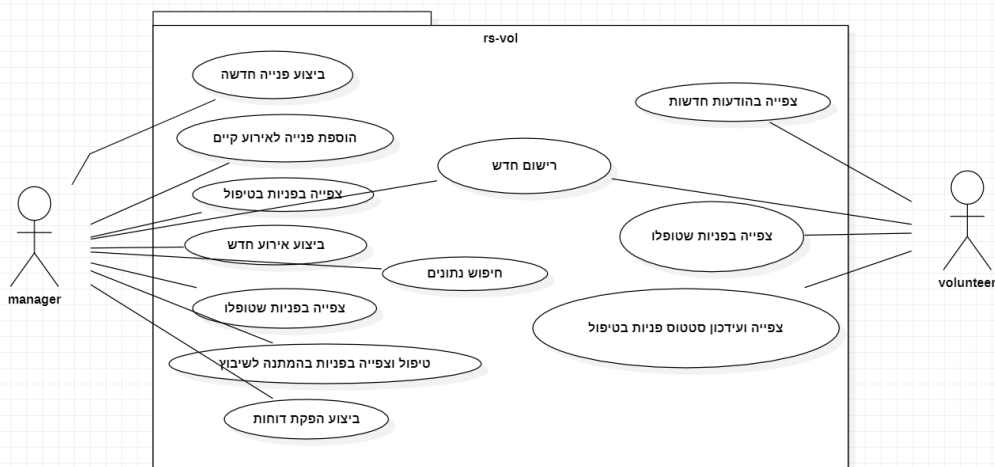 rs-vol
ביצוע פנייה חדשה
צפייה בהודעות חדשות
הוספת פנייה לאירוע קיים
רישום חדש
צפייה בפניות בטיפול
צפייה בפניות שטופלו
ביצוע אירוע חדש
חיפוש נתונים
manager
volunteer
צפייה בפניות שטופלו
צפייה ועידכון סטטוס פניות בטיפול
טיפול וצפייה בפניות בהמתנה לשיבוץ
ביצוע הפקת דוחות